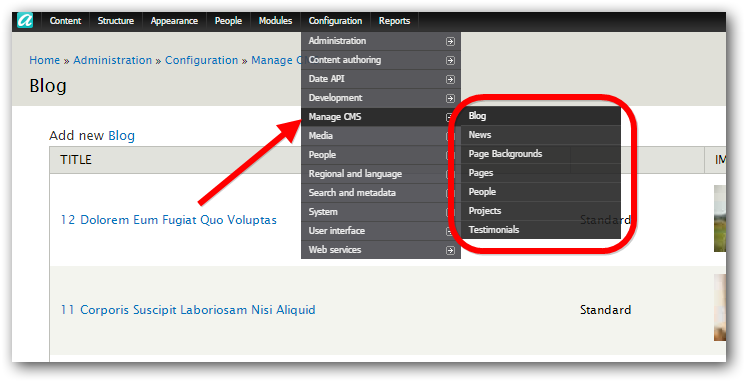 Content Structure Appearance People Modules Configuration Reports
Home » Administration » Configuration » Manage C
Blog
Administration
Content authoring
Date API
Development
Manage CMS
Media
People
Regional and language
Search and metadata
System
User interface
Web services
Blog
News
Page Backgrounds
Pages
People
Projects
Testimonials
Add new Blog
TITLE IM
12 Dolorem Eum Fugiat Quo Voluptas Standard
11 Corporis Suscipit Laboriosam Nisi Aliquid Standard